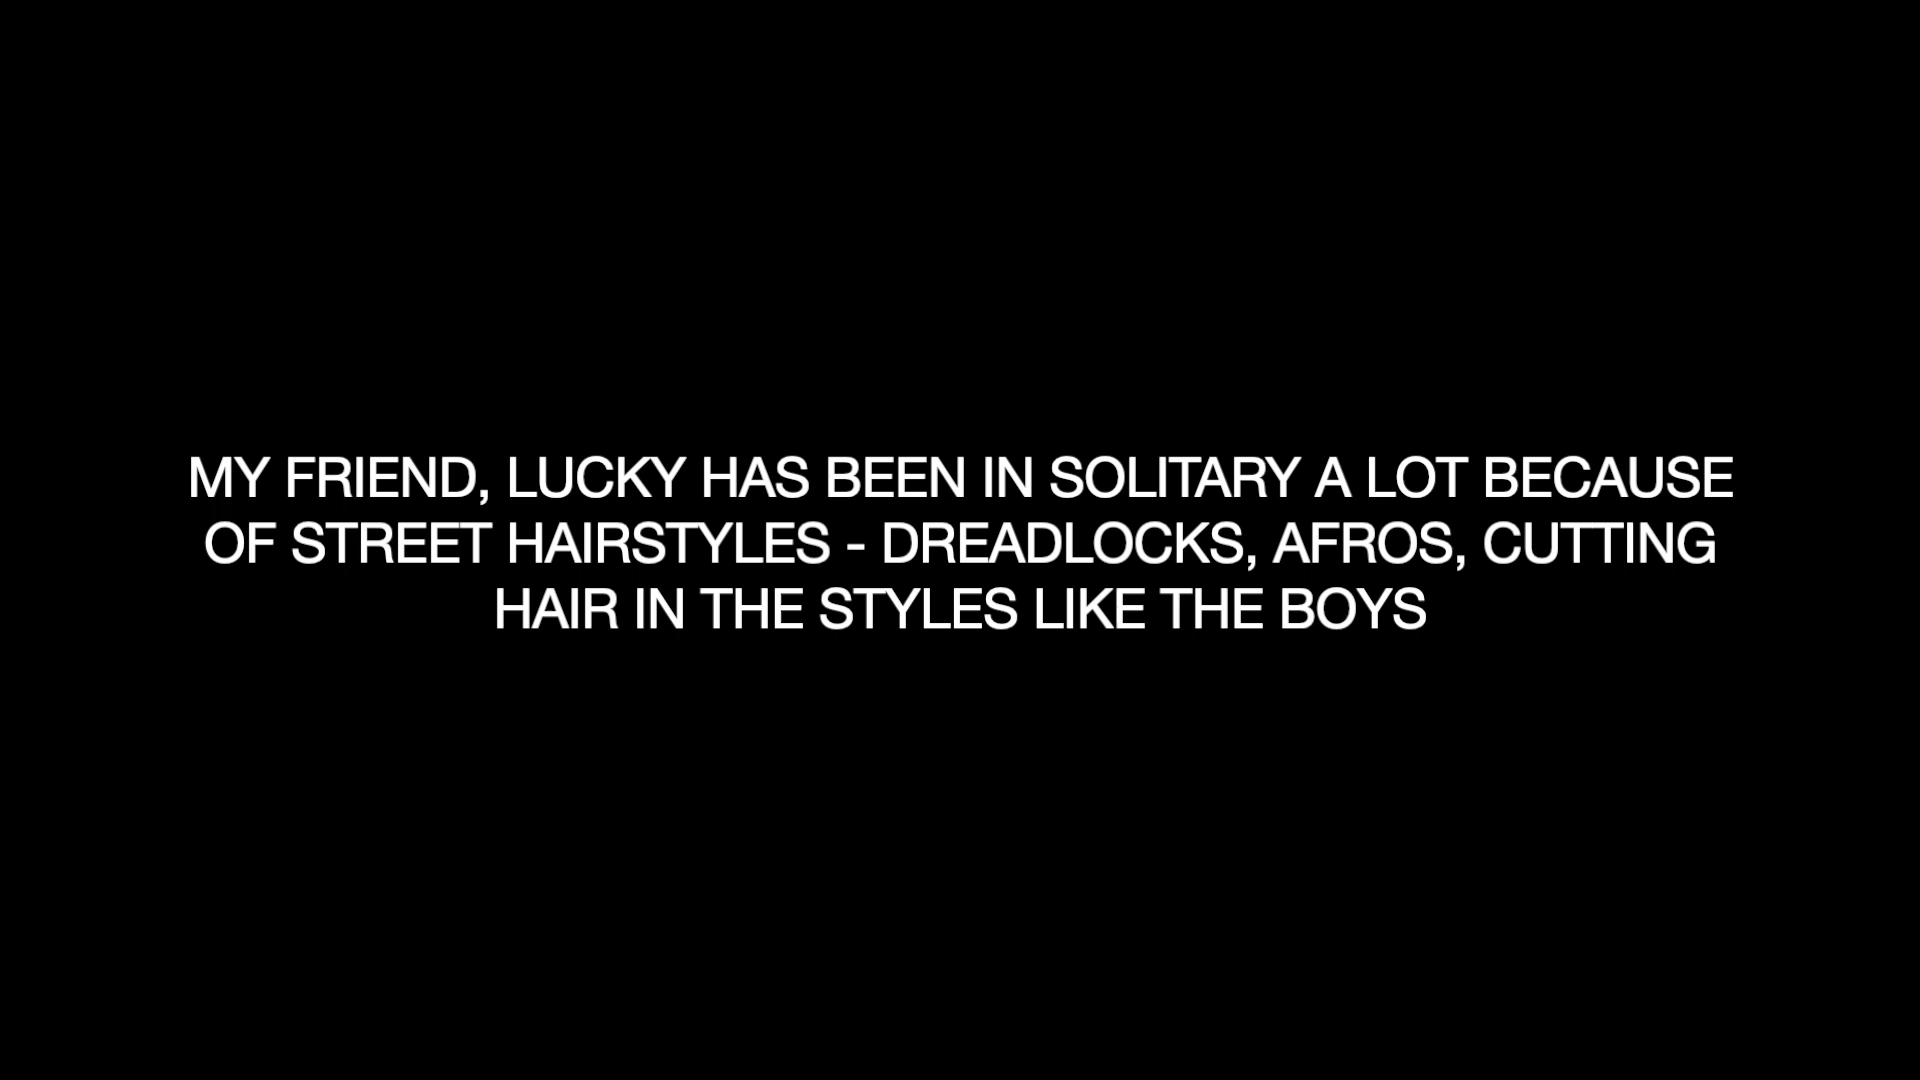 MY FRIEND, LUCKY HAS BEEN IN SOLITARY A LOT BECAUSE
OF STREET HAIRSTYLES - DREADLOCKS, AFROS, CUTTING
HAIR IN THE STYLES LIKE THE BOYS